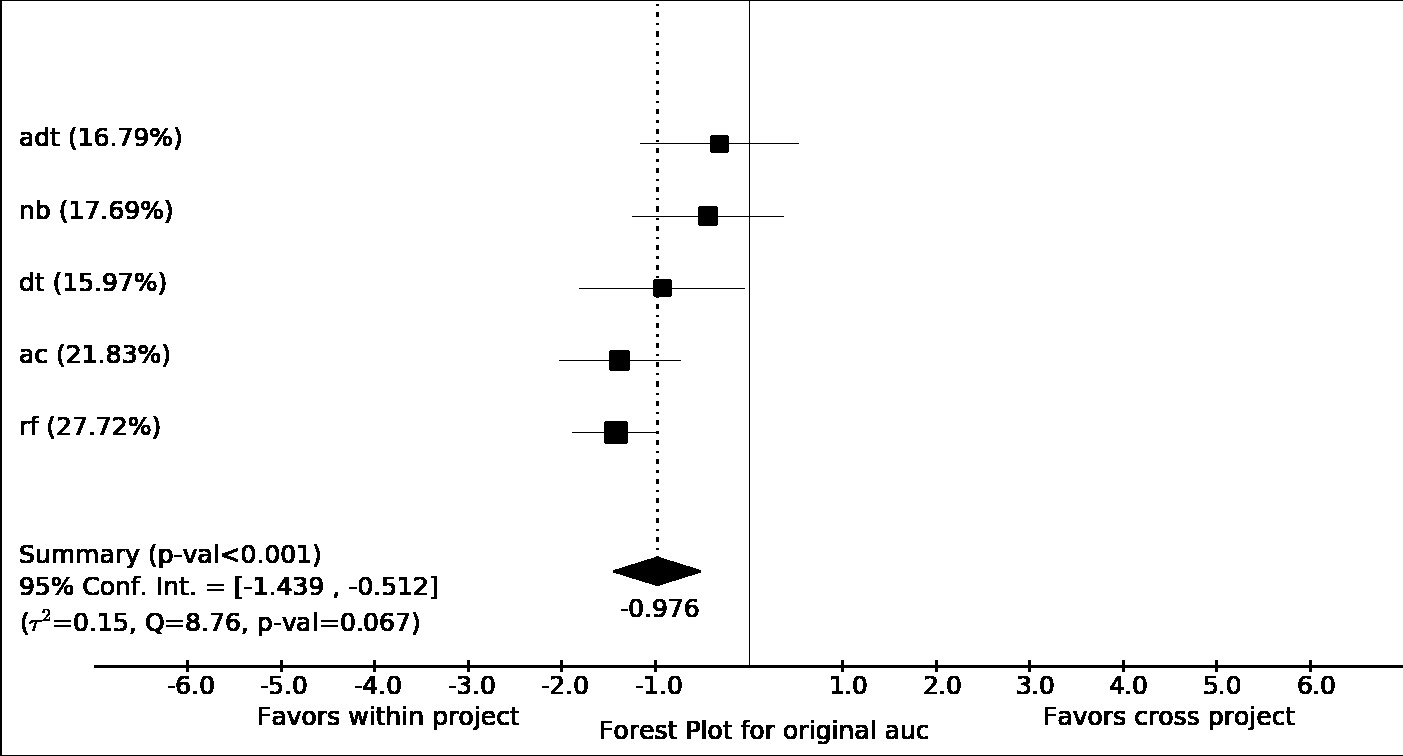 adt (16.79%)
nb (17.69%)
dt (15.97%)
ac (21.83%)
rf (27.72%)
Summary (p-val<0.001)
95% Conf. Int. = [-1.439 , -0.512]
(τ²=0.15, Q=8.76, p-val=0.067)
-0.976
-6.0 -5.0 -4.0 -3.0 -2.0 -1.0 1.0 2.0 3.0 4.0 5.0 6.0
Favors within project Favors cross project
Forest Plot for original auc